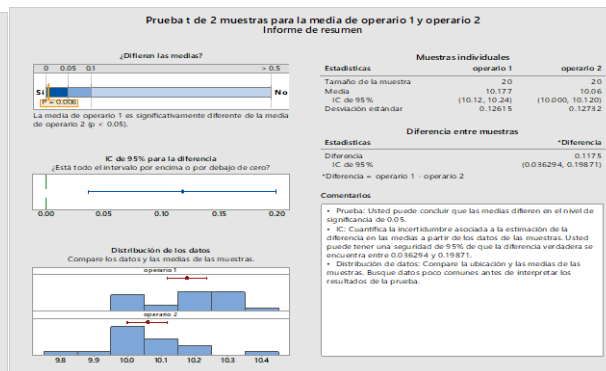 Prueba t de 2 muestras para la media de operario 1 y operario 2
Informe de resumen
¿Difieren las medias?
0 0.05 0.1 > 0.5
Sí No
P = 0.006
La media de operario 1 es significativamente diferente de la media
de operario 2 (p < 0.05).
IC de 95% para la diferencia
¿Está todo el intervalo por encima o por debajo de cero?
0.00 0.05 0.10 0.15 0.20
Distribución de los datos
Compare los datos y las medias de las muestras.
operario 1
operario 2
9.8 9.9 10.0 10.1 10.2 10.3 10.4
Muestras individuales
Estadísticas operario 1 operario 2
Tamaño de la muestra 20 20
Media 10.177 10.06
IC de 95% (10.12, 10.24) (10.000, 10.120)
Desviación estándar 0.12615 0.12732
Diferencia entre muestras
Estadísticas *Diferencia
Diferencia 0.1175
IC de 95% (0.036294, 0.19871)
*Diferencia = operario 1 - operario 2
Comentarios
• Prueba: Usted puede concluir que las medias difieren en el nivel de
significancia de 0.05.
• IC: Cuantifica la incertidumbre asociada a la estimación de la
diferencia en las medias a partir de los datos de las muestras. Usted
puede tener una seguridad de 95% de que la diferencia verdadera se
encuentra entre 0.036294 y 0.19871.
• Distribución de datos: Compare la ubicación y las medias de las
muestras. Busque datos poco comunes antes de interpretar los
resultados de la prueba.